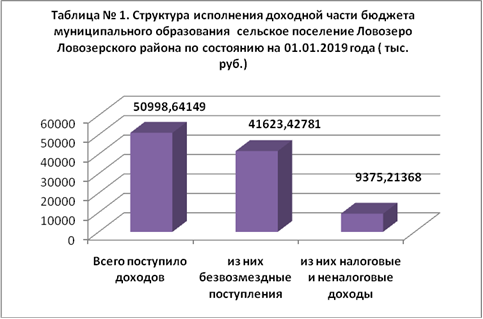 Таблица № 1. Структура исполнения доходной части бюджета
муниципального образования сельское поселение Ловозеро
Ловозерского района по состоянию на 01.01.2019 года ( тыс.
руб.)
50998,64149
41623,42781
9375,21368
60000
50000
40000
30000
20000
10000
0
Всего поступило
доходов
из них
безвозмездные
поступления
из них налоговые
и неналоговые
доходы